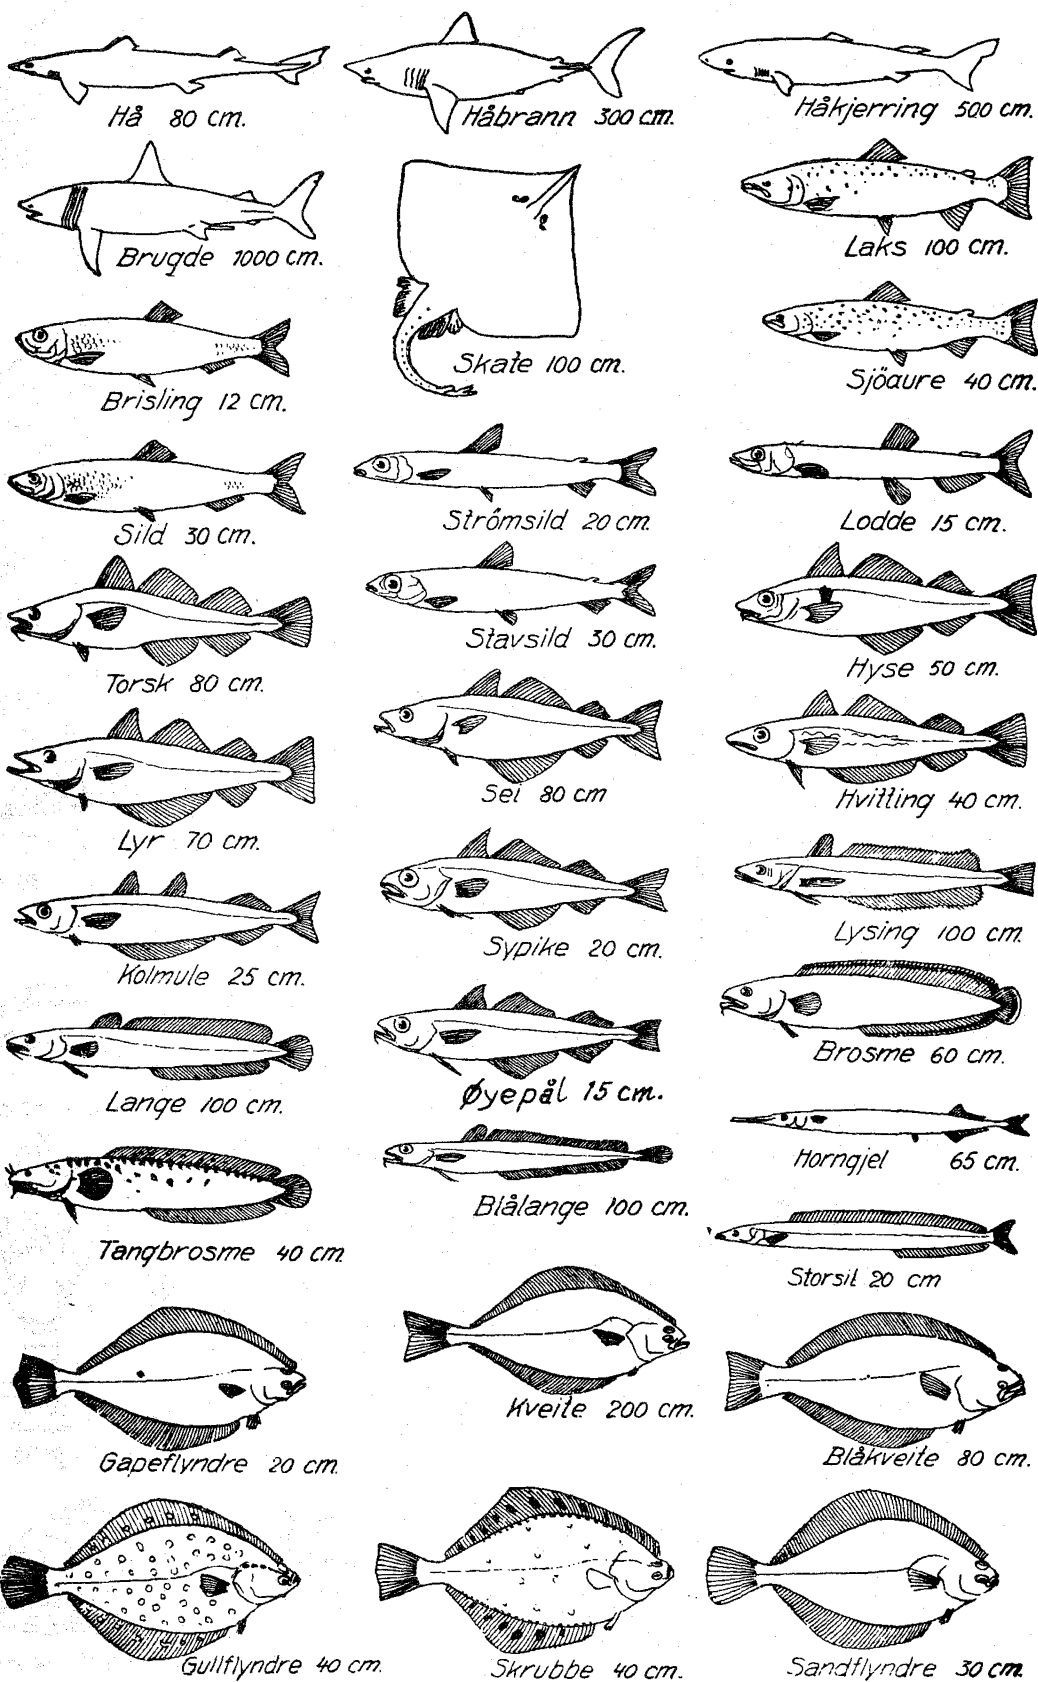 Hå 80 cm.
Håbrann 300 cm.
Håkjerring 500 cm.
Brugde 1000 cm.
Skate 100 cm.
Laks 100 cm.
Brisling 12 cm.
Sjöaure 40 cm.
Sild 30 cm.
Strömsild 20 cm.
Lodde 15 cm.
Torsk 80 cm.
Stavsild 30 cm.
Hyse 50 cm.
Lyr 70 cm.
Sei 80 cm
Hvitting 40 cm.
Kolmule 25 cm.
Sypike 20 cm.
Lysing 100 cm.
Lange 100 cm.
Øyepål 15 cm.
Brosme 60 cm.
Tangbrosme 40 cm.
Blålange 100 cm.
Horngjel 65 cm.
Storsil 20 cm
Gapeflyndre 20 cm.
Kveite 200 cm.
Blåkveite 80 cm.
Gullflyndre 40 cm.
Skrubbe 40 cm.
Sandflyndre 30 cm.